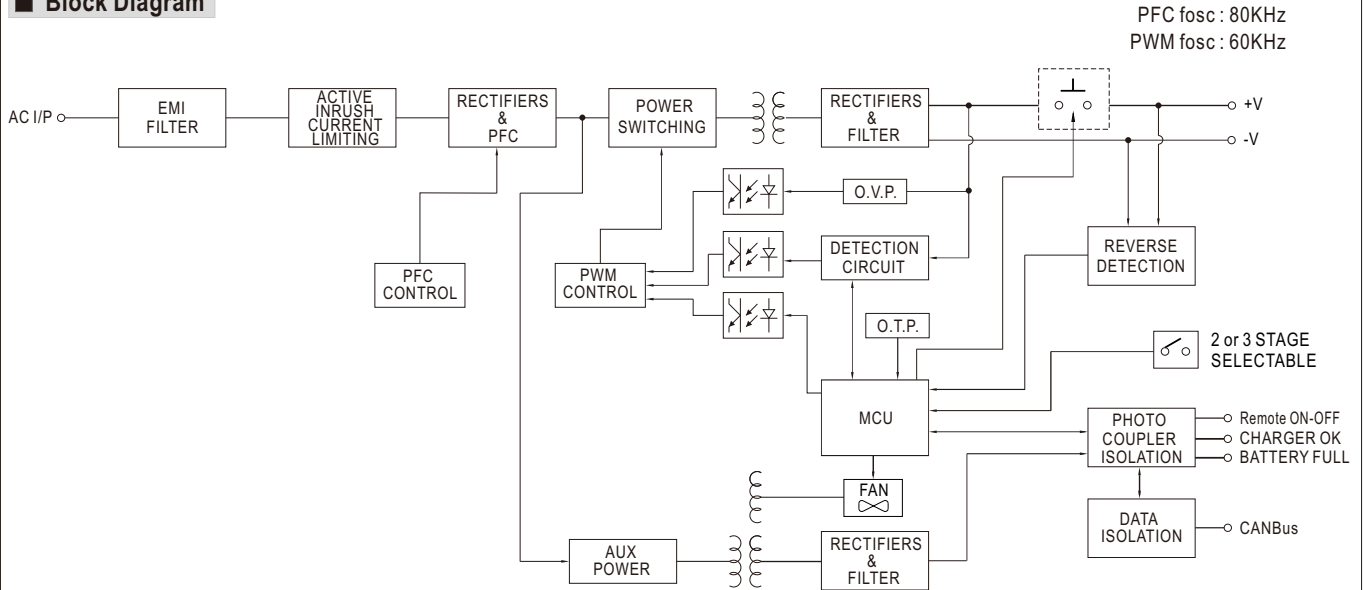 ■ Block Diagram
PFC fosc : 80KHz
PWM fosc : 60KHz
AC I/P
EMI
FILTER
ACTIVE
INRUSH
CURRENT
LIMITING
RECTIFIERS
&
PFC
POWER
SWITCHING
RECTIFIERS
&
FILTER
+V
-V
O.V.P.
PFC
CONTROL
PWM
CONTROL
DETECTION
CIRCUIT
REVERSE
DETECTION
O.T.P.
2 or 3 STAGE
SELECTABLE
MCU
PHOTO
COUPLER
ISOLATION
Remote ON-OFF
CHARGER OK
BATTERY FULL
FAN
DATA
ISOLATION
CANBus
AUX
POWER
RECTIFIERS
&
FILTER